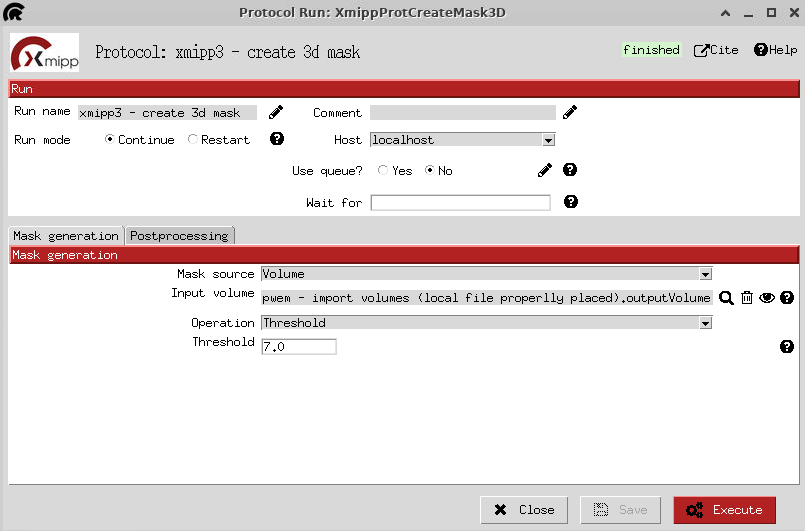 Protocol Run: XmippProtCreateMask3D
Xmipp Protocol: xmipp3 - create 3d mask finished Cite Help
Run
Run name xmipp3 - create 3d mask Comment
Run mode Continue Restart Host localhost
Use queue? Yes No
Wait for
Mask generation Postprocessing
Mask generation
Mask source Volume
Input volume pwem - import volumes (local file properlly placed).outputVolume
Operation Threshold
Threshold 7.0
Close Save Execute